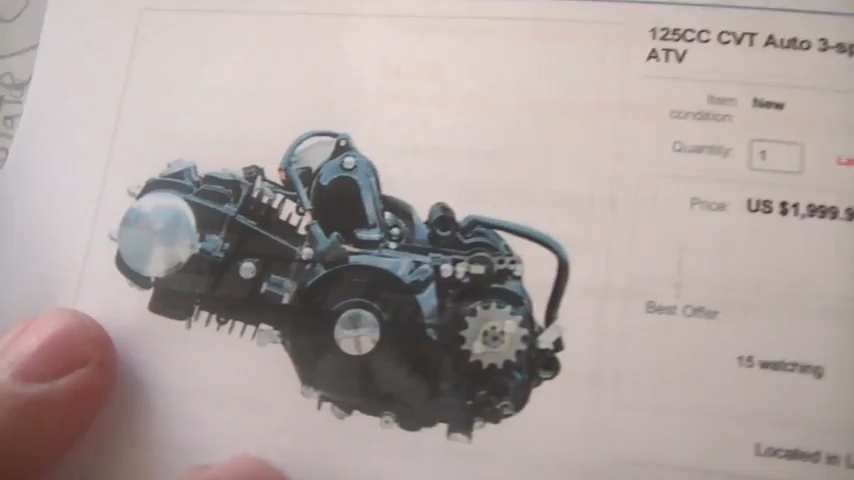 125CC CVT Auto 3-sp
ATV
Item
condition:
New
Quantity:
1
Price:
US $1,999.9
Best Offer
15 watching
Located in